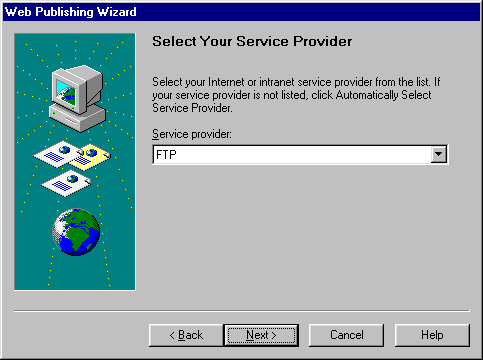 Web Publishing Wizard
Select Your Service Provider
Select your Internet or intranet service provider from the list. If
your service provider is not listed, click Automatically Select
Service Provider.
Service provider:
FTP
< Back
Next >
Cancel
Help